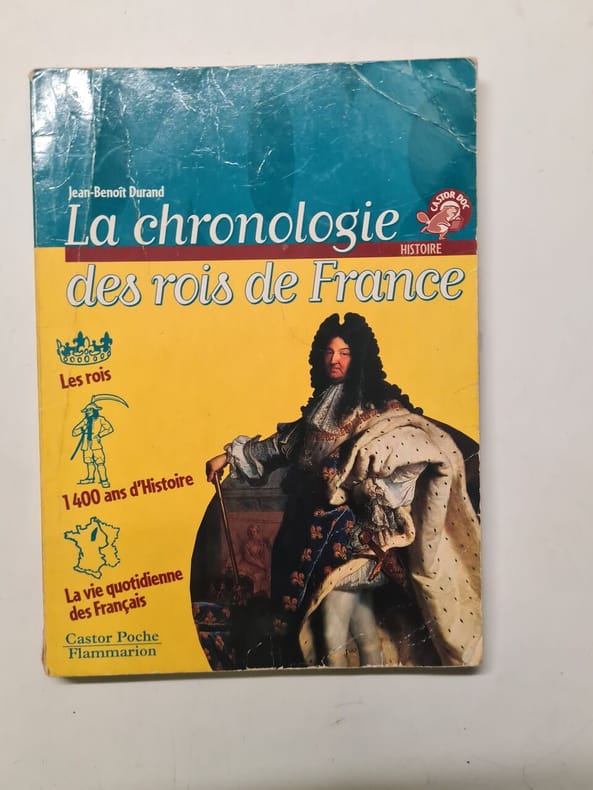 Jean-Benoît Durand
La chronologie
CASTOR DOC
HISTOIRE
des rois de France
Les rois
1 400 ans d'Histoire
La vie quotidienne
des Français
Castor Poche
Flammarion